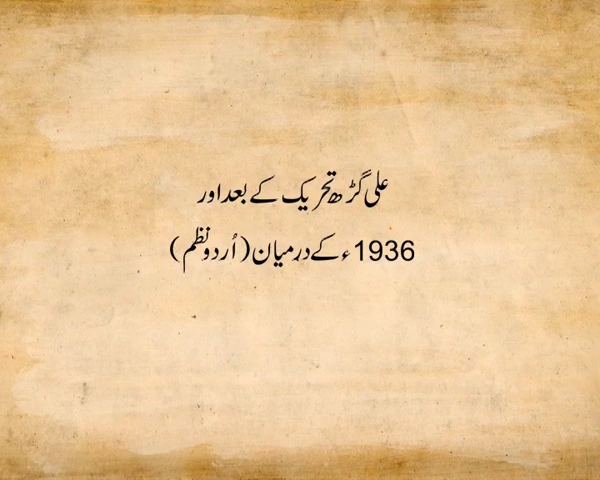 علی گڑھ تحریک کے بعد اور
1936ء کے درمیان (اُردو نظم)